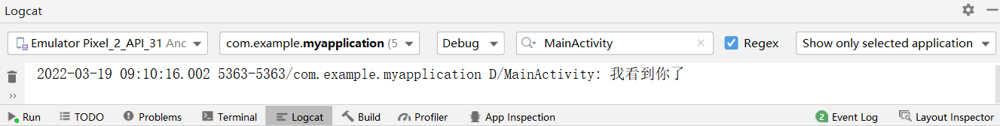 Logcat
Emulator Pixel_2_API_31 And
com.example.myapplication (5
Debug
MainActivity
Regex
Show only selected application
2022-03-19 09:10:16.002 5363-5363/com.example.myapplication D/MainActivity: 我看到你了
Run
TODO
Problems
Terminal
Logcat
Build
Profiler
App Inspection
2 Event Log
Layout Inspector